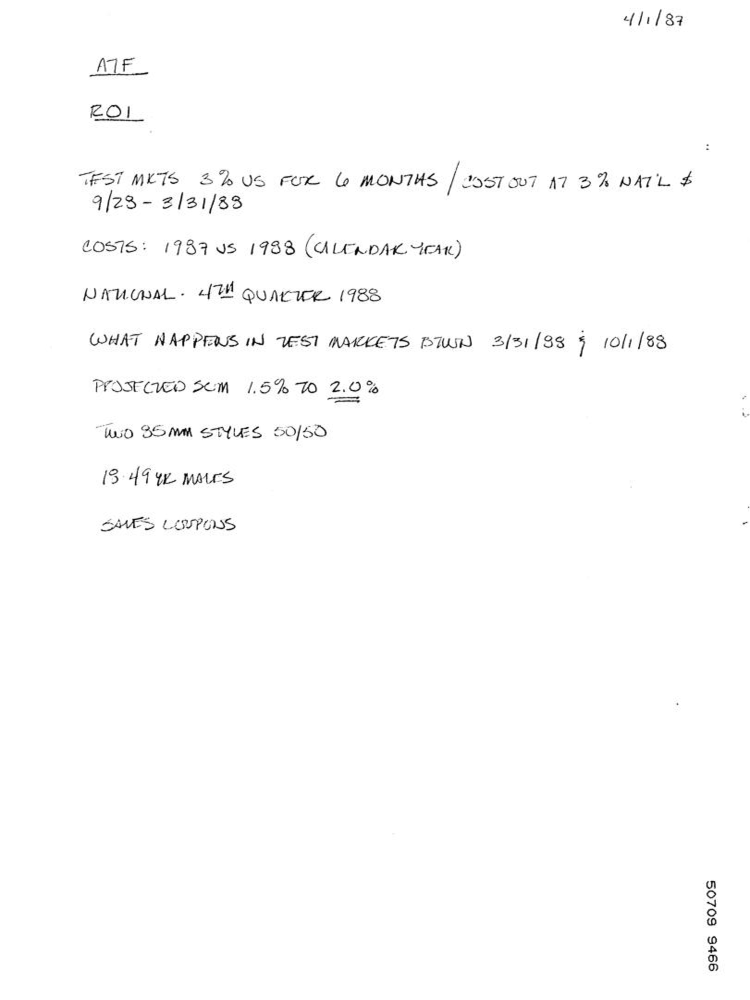 4/1/87
ATF
ROI
TEST MKTS 3% US FOR 6 MONTHS / COST OUT AT 3% NAT'L $
9/28 - 3/31/88
COSTS: 1987 US 1988 (CALENDAR YEAR)
NATIONAL. 4TH QUARTER 1988
WHAT HAPPENS IN TEST MARKETS BTWN 3/31/88 & 10/1/88
PROJECTED SOM 1.5% TO 2.0%
TWO 85MM STYLES 50/50
18-49 YR MALES
SALES COUPONS
50709 9466